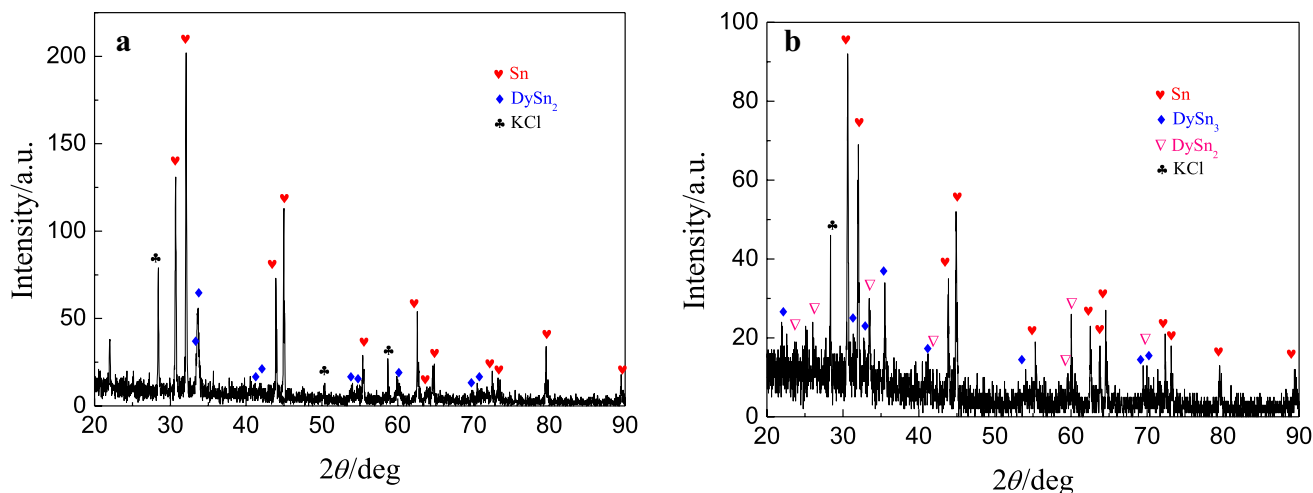 a
Intensity/a.u.
200
150
100
50
0
♥ Sn
♦ DySn₂
♣ KCl
20 30 40 50 60 70 80 90
2θ/deg
b
Intensity/a.u.
100
80
60
40
20
0
♥ Sn
♦ DySn₃
▽ DySn₂
♣ KCl
20 30 40 50 60 70 80 90
2θ/deg